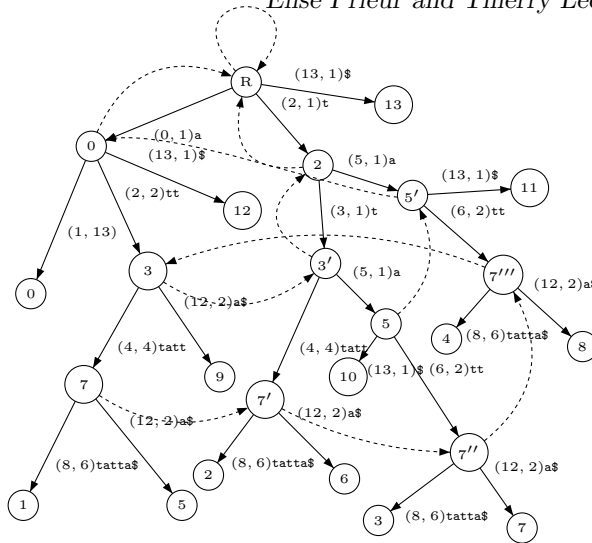 Elise Prieur and Thierry Lec
R
(13, 1)$
(2, 1)t
13
0
(0, 1)a
(13, 1)$
2
(5, 1)a
(13, 1)$
11
(2, 2)tt
12
5′
(6, 2)tt
(1, 13)
(3, 1)t
3
3′
(5, 1)a
7′′′
(12, 2)a$
0
(12, 2)a$
5
4
(8, 6)tatta$
8
(4, 4)tatt
9
(4, 4)tatt
10
(13, 1)$
(6, 2)tt
7
(12, 2)a$
7′
(12, 2)a$
7′′
(8, 6)tatta$
2
(8, 6)tatta$
6
(12, 2)a$
1
5
3
(8, 6)tatta$
7